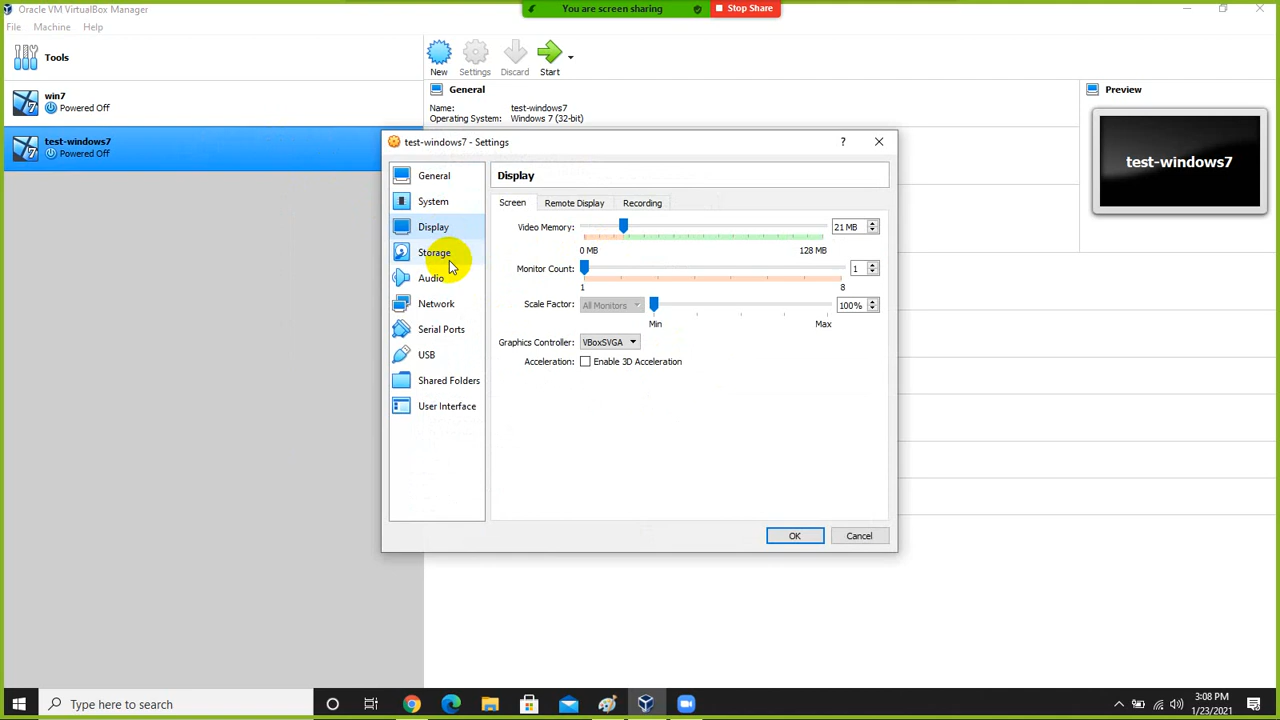 Oracle VM VirtualBox Manager
You are screen sharing
Stop Share
File Machine Help
Tools
New Settings Discard Start
win7
Powered Off
test-windows7
Powered Off
General
Name: test-windows7
Operating System: Windows 7 (32-bit)
Preview
test-windows7
test-windows7 - Settings
?
General
System
Display
Storage
Audio
Network
Serial Ports
USB
Shared Folders
User Interface
Display
Screen Remote Display Recording
Video Memory: 21 MB
0 MB 128 MB
Monitor Count: 1
1 8
Scale Factor: All Monitors 100%
Min Max
Graphics Controller: VBoxSVGA
Acceleration: Enable 3D Acceleration
OK Cancel
Type here to search
3:08 PM
1/23/2021